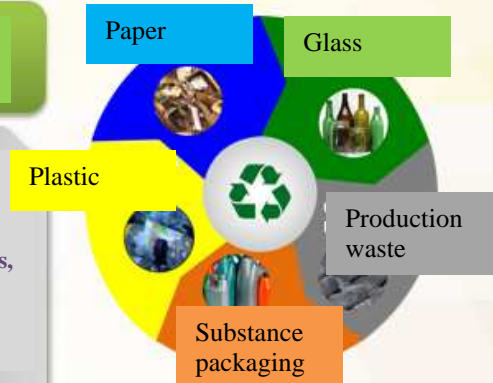 Paper
Glass
Plastic
s,
Production
waste
Substance
packaging